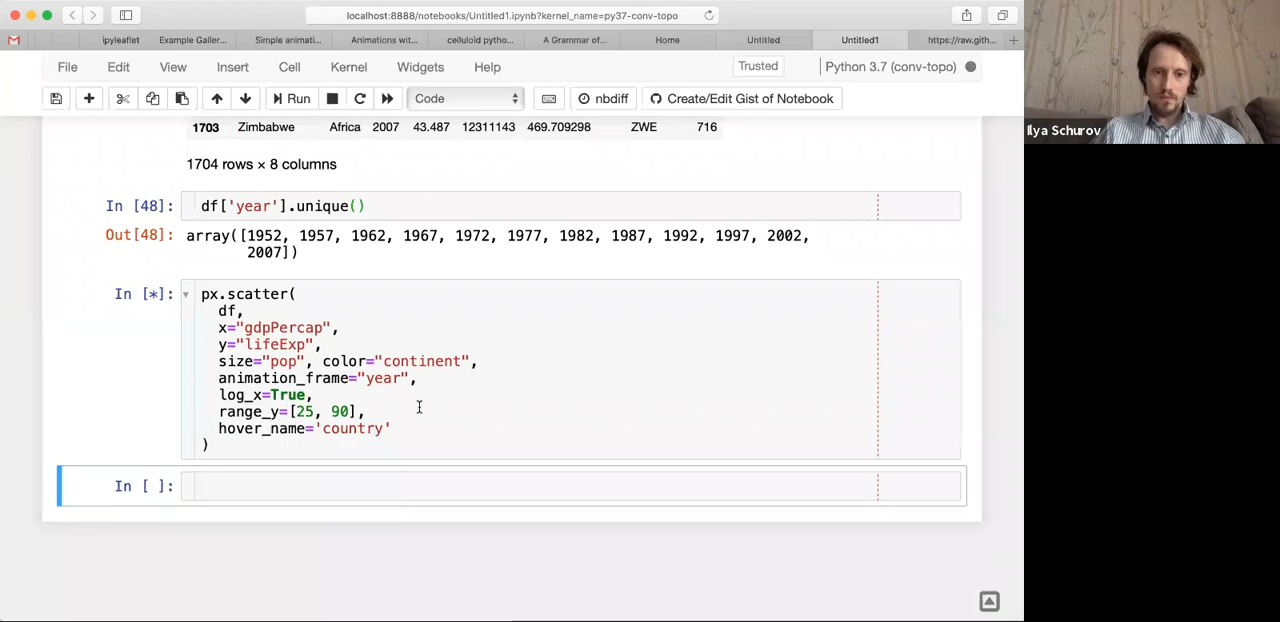 localhost:8888/notebooks/Untitled1.ipynb?kernel_name=py37-conv-topo
ipyleaflet Example Galler... Simple animati... Animations wit... celluloid pytho... A Grammar of... Home Untitled Untitled1 https://raw.gith...
File Edit View Insert Cell Kernel Widgets Help Trusted Python 3.7 (conv-topo)
Run Code nbdiff Create/Edit Gist of Notebook
1703 Zimbabwe Africa 2007 43.487 12311143 469.709298 ZWE 716
1704 rows × 8 columns
In [48]: df['year'].unique()
Out[48]: array([1952, 1957, 1962, 1967, 1972, 1977, 1982, 1987, 1992, 1997, 2002,
2007])
In [*]: px.scatter(
df,
x="gdpPercap",
y="lifeExp",
size="pop", color="continent",
animation_frame="year",
log_x=True,
range_y=[25, 90],
hover_name='country'
)
In [ ]:
Ilya Schurov